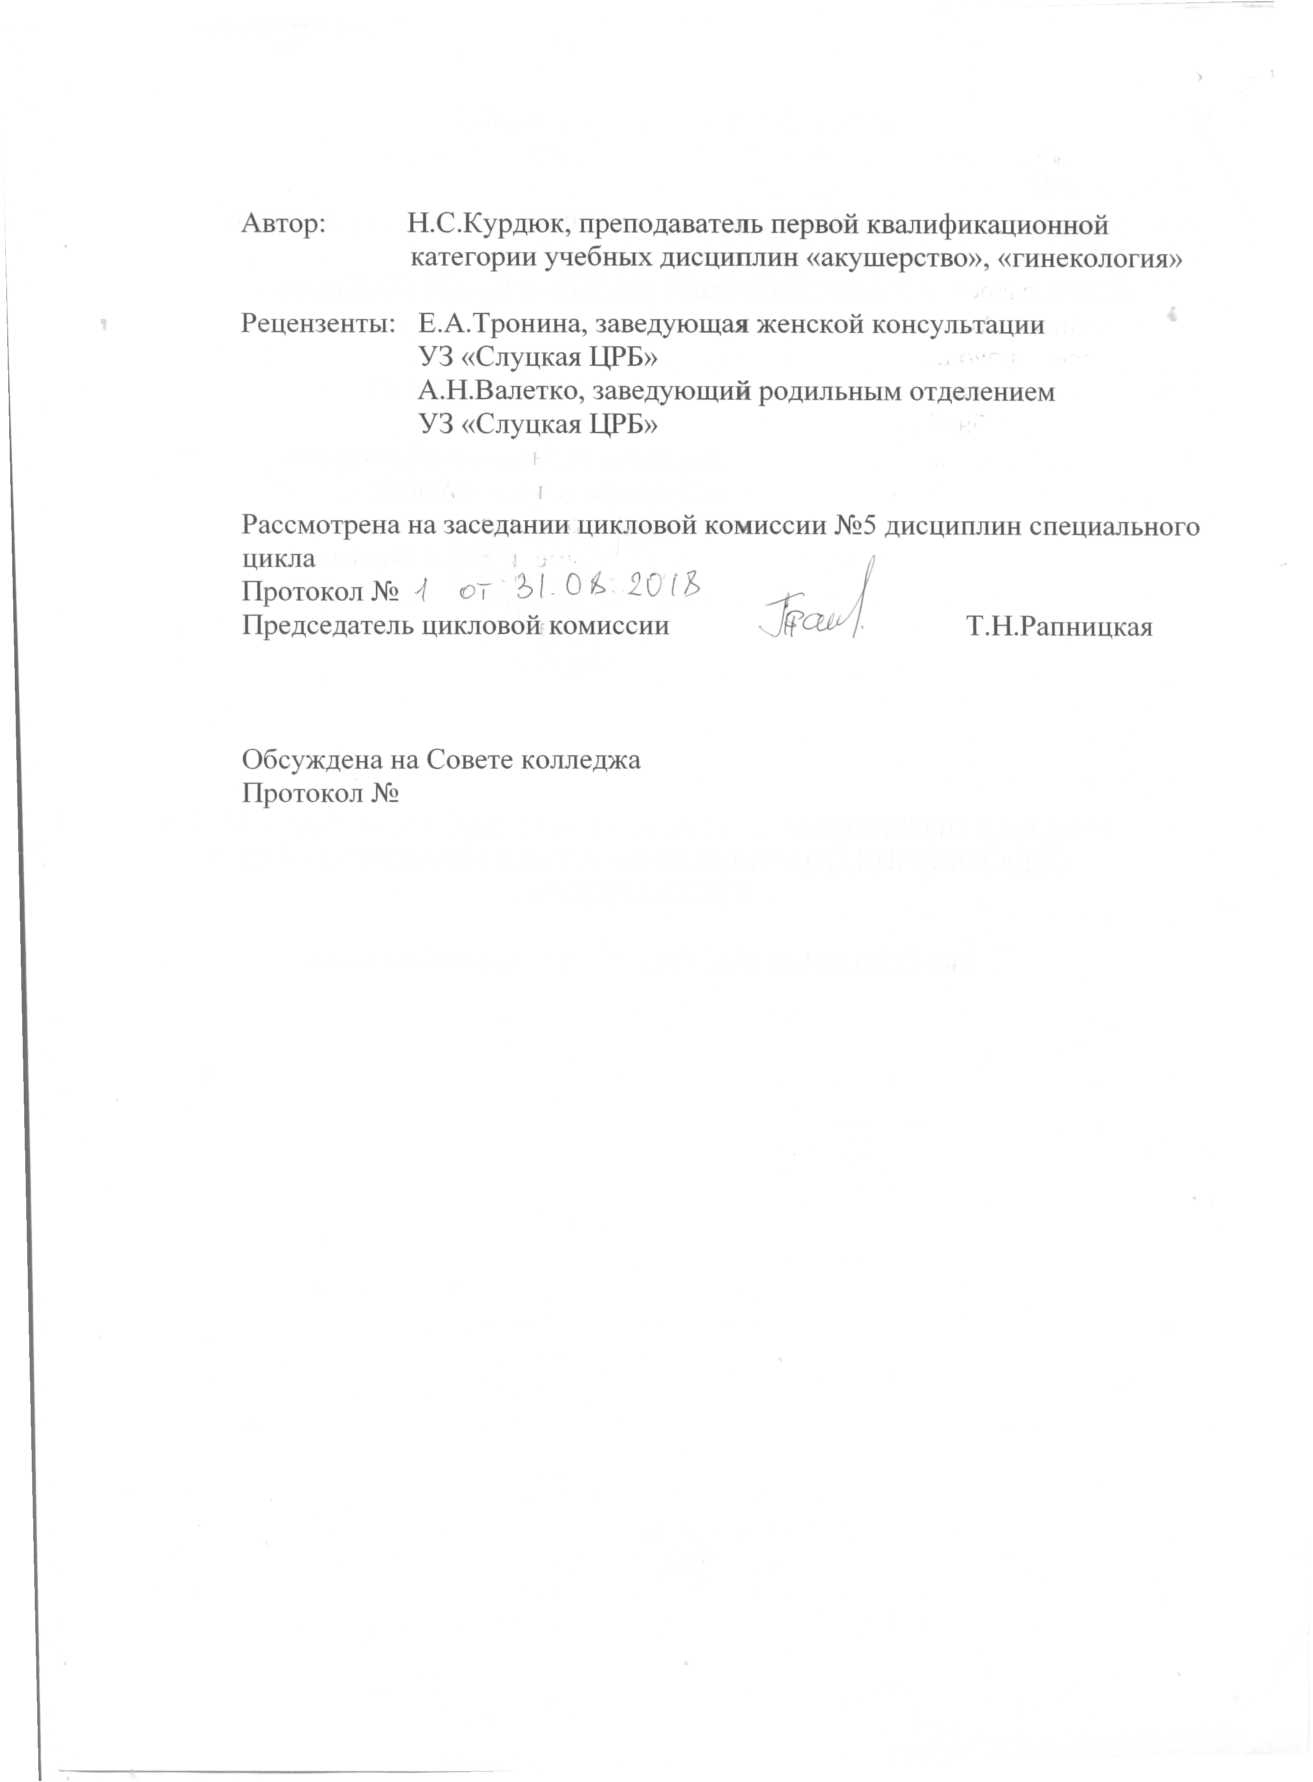 Автор: Н.С.Курдюк, преподаватель первой квалификационной
категории учебных дисциплин «акушерство», «гинекология»
Рецензенты: Е.А.Тронина, заведующая женской консультации
УЗ «Слуцкая ЦРБ»
А.Н.Валетко, заведующий родильным отделением
УЗ «Слуцкая ЦРБ»
Рассмотрена на заседании цикловой комиссии №5 дисциплин специального
цикла
Протокол № 1 от 31.08.2018
Председатель цикловой комиссии Т.Н.Рапницкая
Обсуждена на Совете колледжа
Протокол №